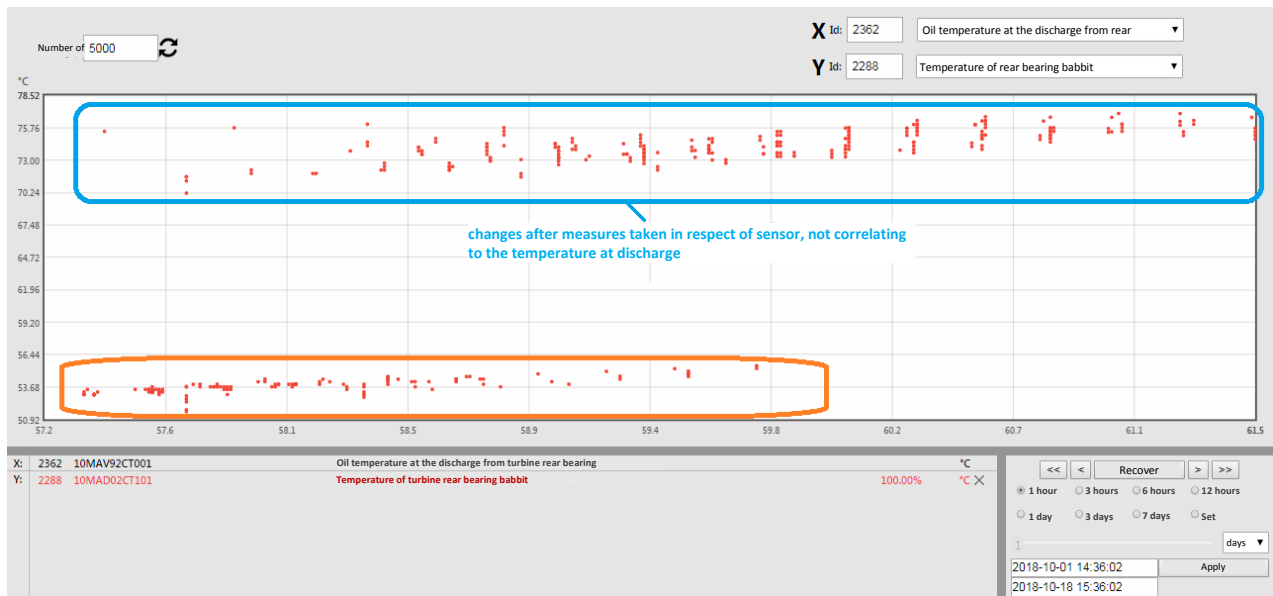 X Id: 2362 Oil temperature at the discharge from rear ▼
Number of 5000
Y Id: 2288 Temperature of rear bearing babbit ▼
°C
78.52
75.76
73.00
70.24
67.48
changes after measures taken in respect of sensor, not correlating
to the temperature at discharge
64.72
61.96
59.20
56.44
53.68
50.92
57.2 57.6 58.1 58.5 58.9 59.4 59.8 60.2 60.7 61.1 61.5
X: 2362 10MAV92CT001 Oil temperature at the discharge from turbine rear bearing °C
Y: 2288 10MAD02CT101 Temperature of turbine rear bearing babbit 100.00% °C
<< < Recover > >>
1 hour 3 hours 6 hours 12 hours
1 day 3 days 7 days Set
1 days ▼
2018-10-01 14:36:02 Apply
2018-10-18 15:36:02